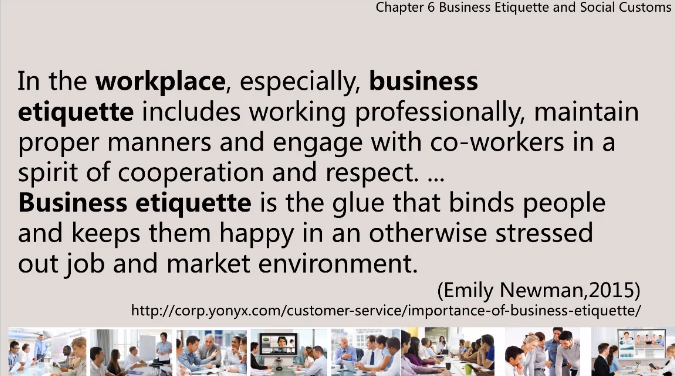 Chapter 6 Business Etiquette and Social Customs
In the workplace, especially, business
etiquette includes working professionally, maintain
proper manners and engage with co-workers in a
spirit of cooperation and respect. ...
Business etiquette is the glue that binds people
and keeps them happy in an otherwise stressed
out job and market environment.
(Emily Newman,2015)
http://corp.yonyx.com/customer-service/importance-of-business-etiquette/